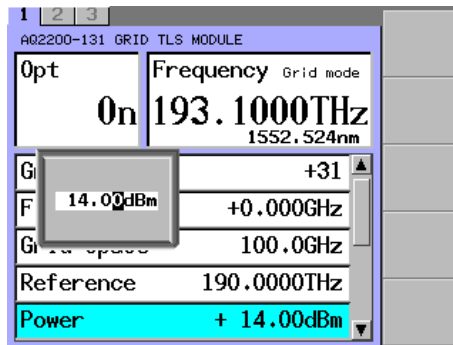 1 2 3
AQ2200-131 GRID TLS MODULE
Opt
On
Frequency Grid mode
193.1000THz
1552.524nm
+31
14.00dBm
F +0.000GHz
100.0GHz
Reference 190.0000THz
Power + 14.00dBm